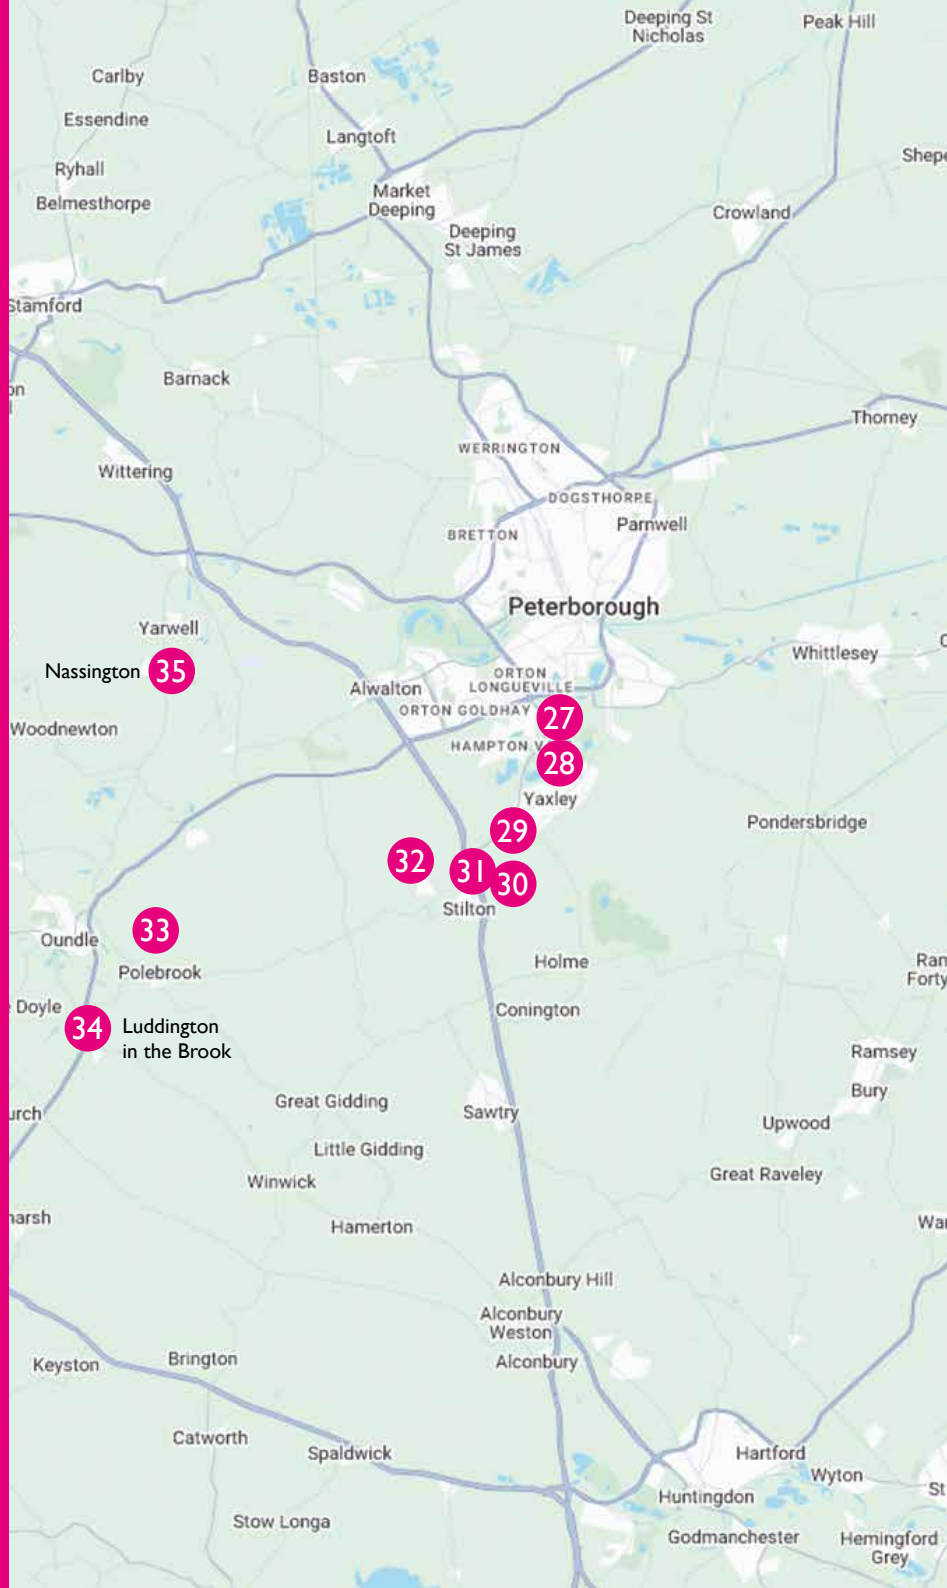 Deeping St
Nicholas
Peak Hill
Carlby
Baston
Essendine
Langtoft
Shepe
Ryhall
Market
Deeping
Belmesthorpe
Crowland
Deeping
St James
Stamford
Barnack
on
Thorney
WERRINGTON
Wittering
DOGSTHORPE
Parnwell
BRETTON
Peterborough
Yarwell
Whittlesey
Nassington 35
ORTON
LONGUEVILLE
Alwalton
ORTON GOLDHAY
27
Woodnewton
HAMPTON V
28
Yaxley
Pondersbridge
29
32
31
30
Stilton
33
Oundle
Holme
Polebrook
Ram
Forty
Doyle
Conington
34
Luddington
in the Brook
Ramsey
Bury
Great Gidding
Sawtry
urch
Upwood
Little Gidding
Great Raveley
Winwick
harsh
Hamerton
War
Alconbury Hill
Alconbury
Weston
Alconbury
Brington
Keyston
Catworth
Spaldwick
Hartford
Wyton
Huntingdon
St
Stow Longa
Godmanchester
Hemingford
Grey